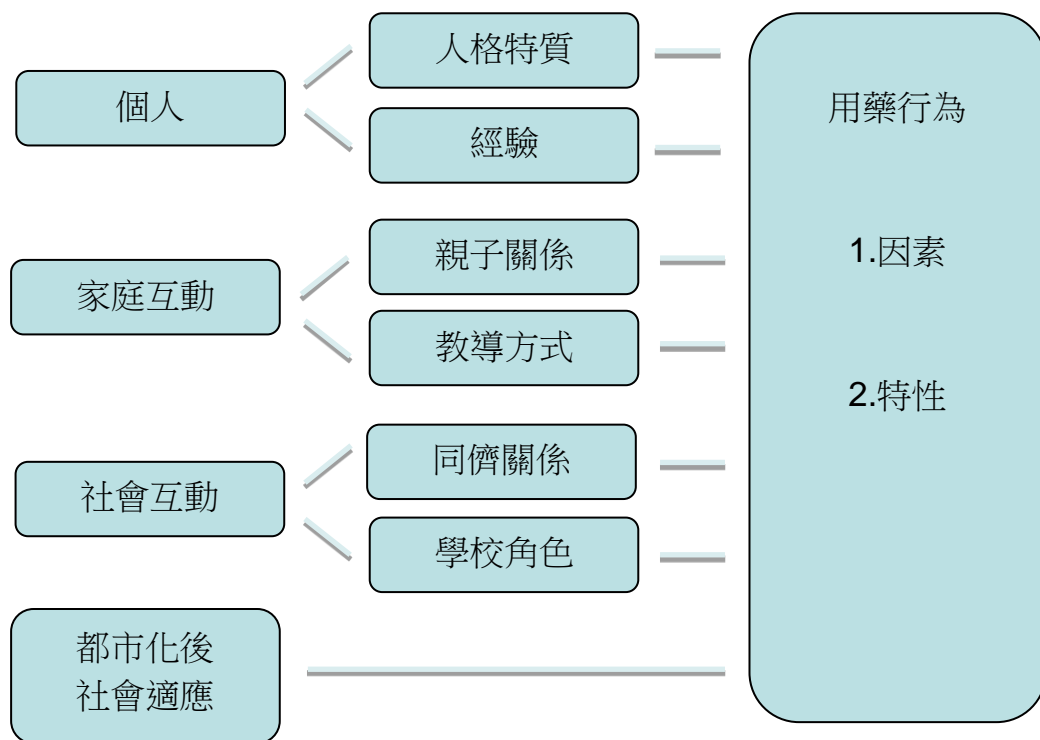 個人
人格特質
經驗
家庭互動
親子關係
教導方式
社會互動
同儕關係
學校角色
都市化後
社會適應
用藥行為
1.因素
2.特性